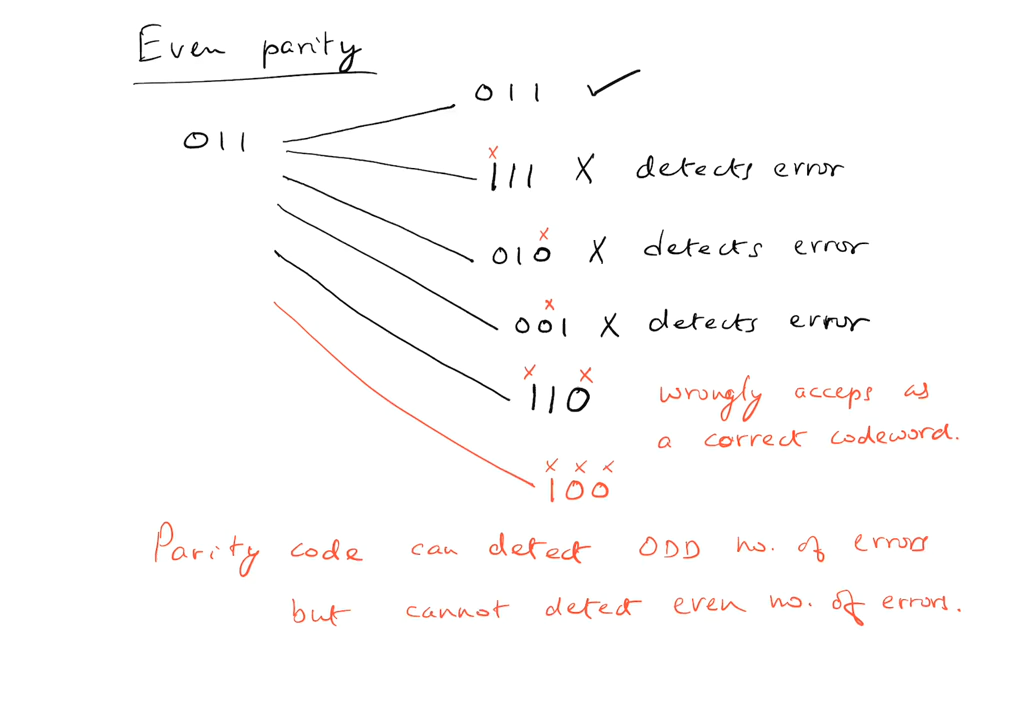 Even parity
011 ✓
011
x
111 X detects error
x
010 X detects error
x
001 X detects error
x x
110 wrongly acceps as
a correct codeword.
x x x
100
Parity code can detect ODD no. of errors
but cannot detect even no. of errors.